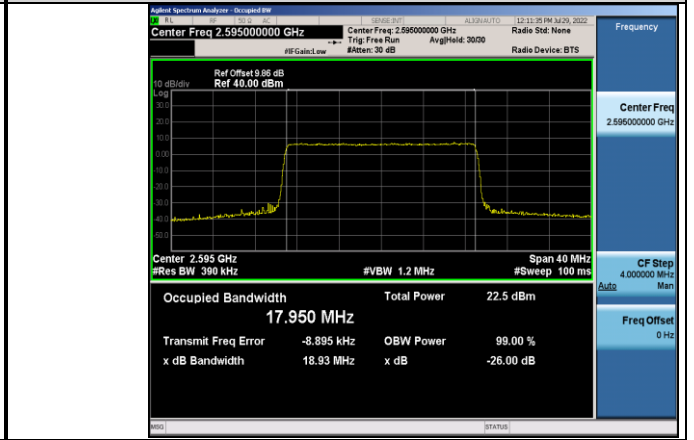 Agilent Spectrum Analyzer - Occupied BW
RL RF 50 Ω AC SENSE:INT ALIGN AUTO 12:11:35 PM Jul 29, 2022
Center Freq 2.595000000 GHz
Center Freq: 2.595000000 GHz
Radio Std: None
Trig: Free Run Avg|Hold: 30/30
#IFGain:Low #Atten: 30 dB Radio Device: BTS
Frequency
Ref Offset 9.86 dB
10 dB/div Ref 40.00 dBm
Log
30.0
20.0
10.0
0.00
-10.0
-20.0
-30.0
-40.0
-50.0
Center 2.595 GHz Span 40 MHz
#Res BW 390 kHz #VBW 1.2 MHz #Sweep 100 ms
Center Freq
2.595000000 GHz
CF Step
4.000000 MHz
Auto Man
Freq Offset
0 Hz
Occupied Bandwidth Total Power 22.5 dBm
17.950 MHz
Transmit Freq Error -8.895 kHz OBW Power 99.00 %
x dB Bandwidth 18.93 MHz x dB -26.00 dB
MSG STATUS